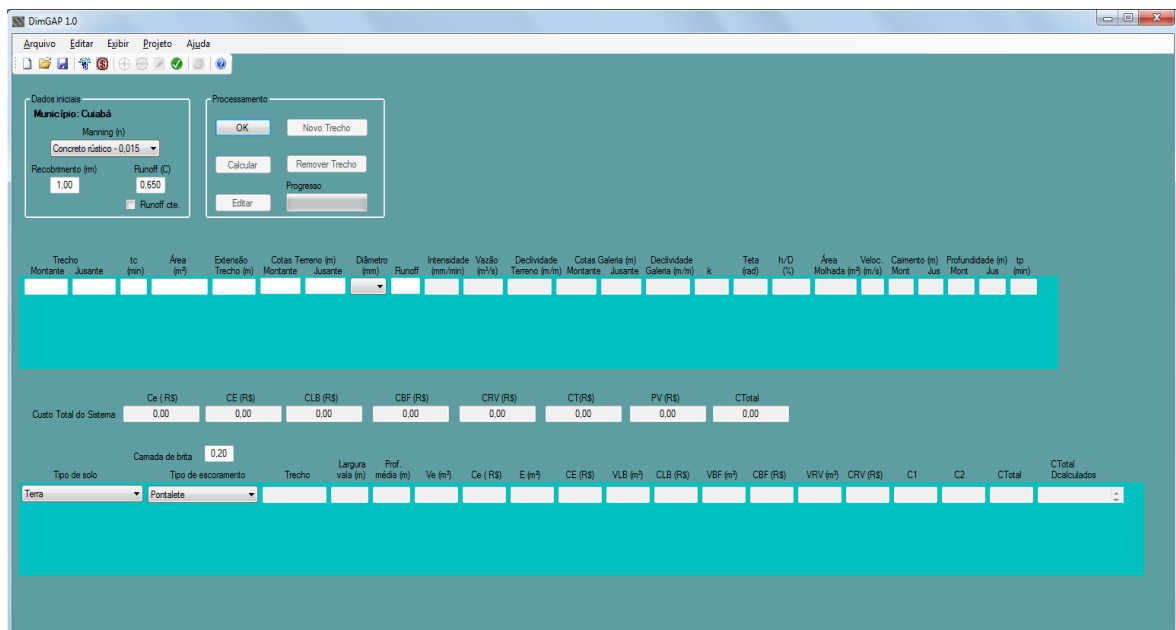 DimGAP 1.0
Arquivo Editar Exibir Projeto Ajuda
Dados iniciais
Município: Cuiabá
Manning (n)
Concreto rústico - 0,015
Recobrimento (m) Runoff (C)
1,00 0,650
Runoff cte.
Processamento
OK Novo Trecho
Calcular Remover Trecho
Progresso
Editar
Trecho tc Área Extensão Cotas Terreno (m) Diâmetro Intensidade Vazão Declividade Cotas Galeria (m) Declividade Teta h/D Área Veloc. Caimento (m) Profundidade (m) tp
Montante Jusante (min) (m²) Trecho (m) Montante Jusante (mm) Runoff (mm/min) (m³/s) Terreno (m/m) Montante Jusante Galeria (m/m) k (rad) (%) Molhada (m²) (m/s) Mont Jus Mont Jus (min)
Ce ( R$) CE (R$) CLB (R$) CBF (R$) CRV (R$) CT(R$) PV (R$) CTotal
Custo Total do Sistema 0,00 0,00 0,00 0,00 0,00 0,00 0,00 0,00
Camada de brita 0,20
Largura Prof. CTotal
Tipo de solo Tipo de escoramento Trecho vala (m) média (m) Ve (m³) Ce ( R$) E (m²) CE (R$) VLB (m³) CLB (R$) VBF (m³) CBF (R$) VRV (m³) CRV (R$) C1 C2 CTotal Dcalculados
Terra Pontalete